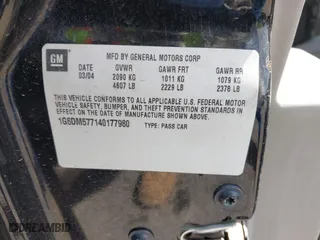 GM
MFD BY GENERAL MOTORS CORP
DATE GVWR GAWR FRT GAWR RR
03/04 2090 KG 1011 KG 1079 KG
4607 LB 2229 LB 2378 LB
THIS VEHICLE CONFORMS TO ALL APPLICABLE U.S. FEDERAL MOTOR
VEHICLE SAFETY, BUMPER, AND THEFT PREVENTION STANDARDS
IN EFFECT ON THE DATE OF MANUFACTURE SHOWN ABOVE.
1G6DM577140177980 TYPE: PASS CAR